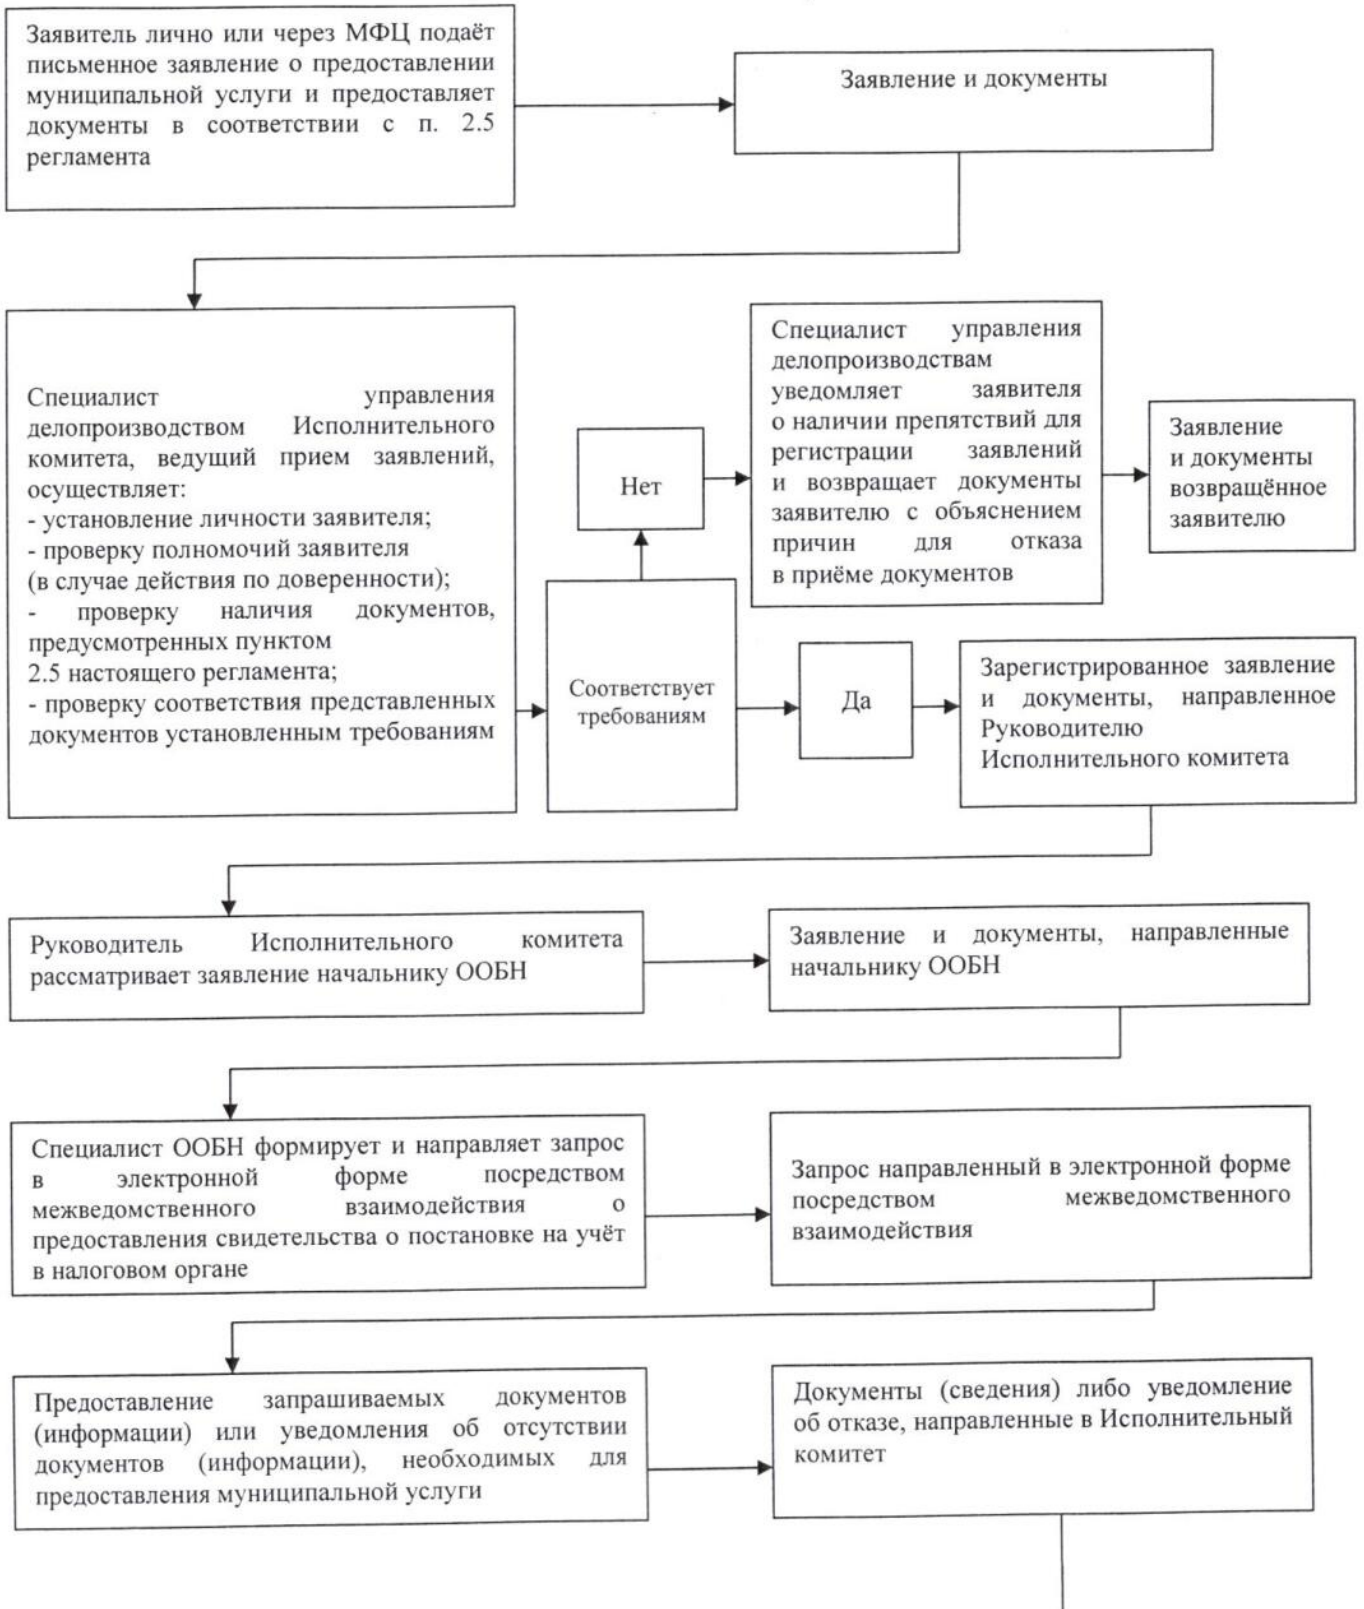 Заявитель лично или через МФЦ подаёт
письменное заявление о предоставлении
муниципальной услуги и предоставляет
документы в соответствии с п. 2.5
регламента
Заявление и документы
Специалист управления
делопроизводством Исполнительного
комитета, ведущий прием заявлений,
осуществляет:
- установление личности заявителя;
- проверку полномочий заявителя
(в случае действия по доверенности);
- проверку наличия документов,
предусмотренных пунктом
2.5 настоящего регламента;
- проверку соответствия представленных
документов установленным требованиям
Соответствует
требованиям
Нет
Специалист управления
делопроизводствам
уведомляет заявителя
о наличии препятствий для
регистрации заявлений
и возвращает документы
заявителю с объяснением
причин для отказа
в приёме документов
Заявление
и документы
возвращённое
заявителю
Да
Зарегистрированное заявление
и документы, направленное
Руководителю
Исполнительного комитета
Руководитель Исполнительного комитета
рассматривает заявление начальнику ООБН
Заявление и документы, направленные
начальнику ООБН
Специалист ООБН формирует и направляет запрос
в электронной форме посредством
межведомственного взаимодействия о
предоставления свидетельства о постановке на учёт
в налоговом органе
Запрос направленный в электронной форме
посредством межведомственного
взаимодействия
Предоставление запрашиваемых документов
(информации) или уведомления об отсутствии
документов (информации), необходимых для
предоставления муниципальной услуги
Документы (сведения) либо уведомление
об отказе, направленные в Исполнительный
комитет